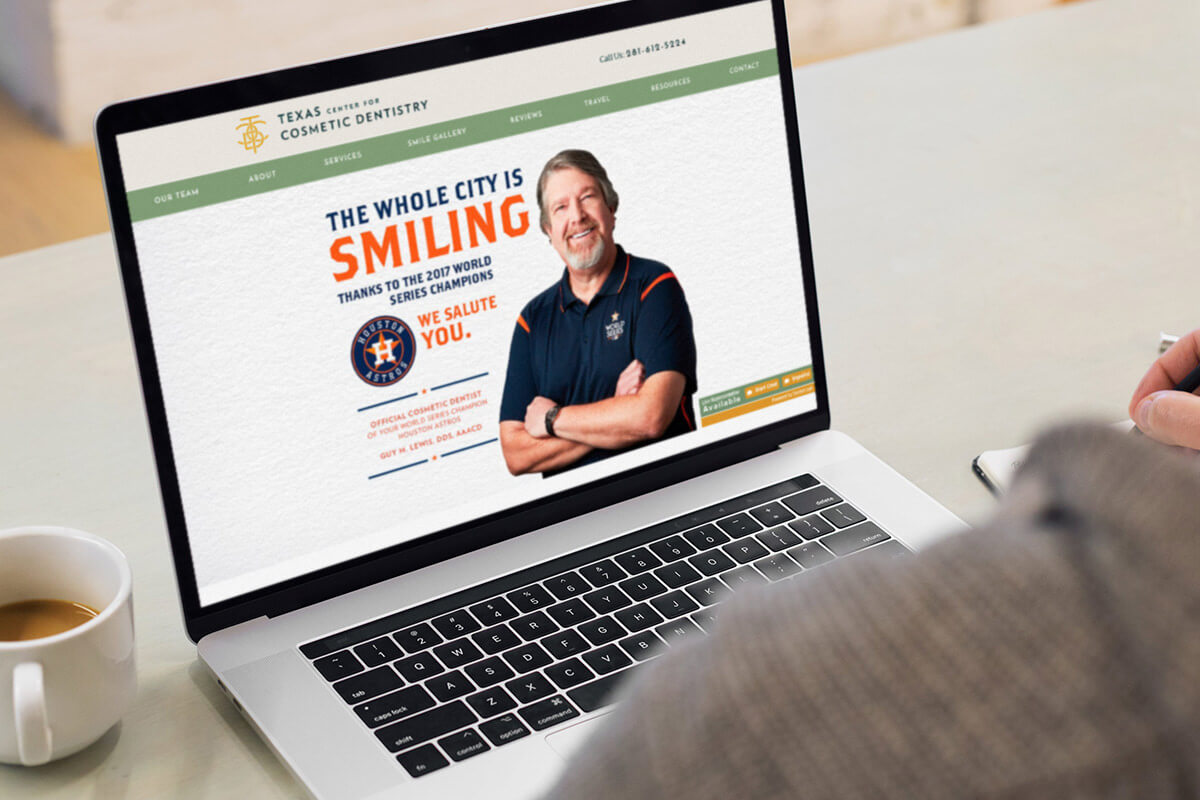 Call Us: 281-612-5224
TEXAS CENTER FOR
COSMETIC DENTISTRY
OUR TEAM ABOUT SERVICES SMILE GALLERY REVIEWS TRAVEL RESOURCES CONTACT
THE WHOLE CITY IS
SMILING
THANKS TO THE 2017 WORLD
SERIES CHAMPIONS
HOUSTON
H
ASTROS
WE SALUTE
YOU.
WORLD
SERIES
OFFICIAL COSMETIC DENTIST
OF YOUR WORLD SERIES CHAMPION
HOUSTON ASTROS
GUY M. LEWIS, DDS, AAACD
Live Representative
Available
Start Chat
Español
~ ` ! 1 @ 2 # 3 $ 4 % 5 ^ 6 & 7 * 8 ( 9 ) 0 delete
tab Q W E R T Y U I O P { [ } ] | \
caps lock A S D F G H J K L return
shift Z X C V B N
fn control option command